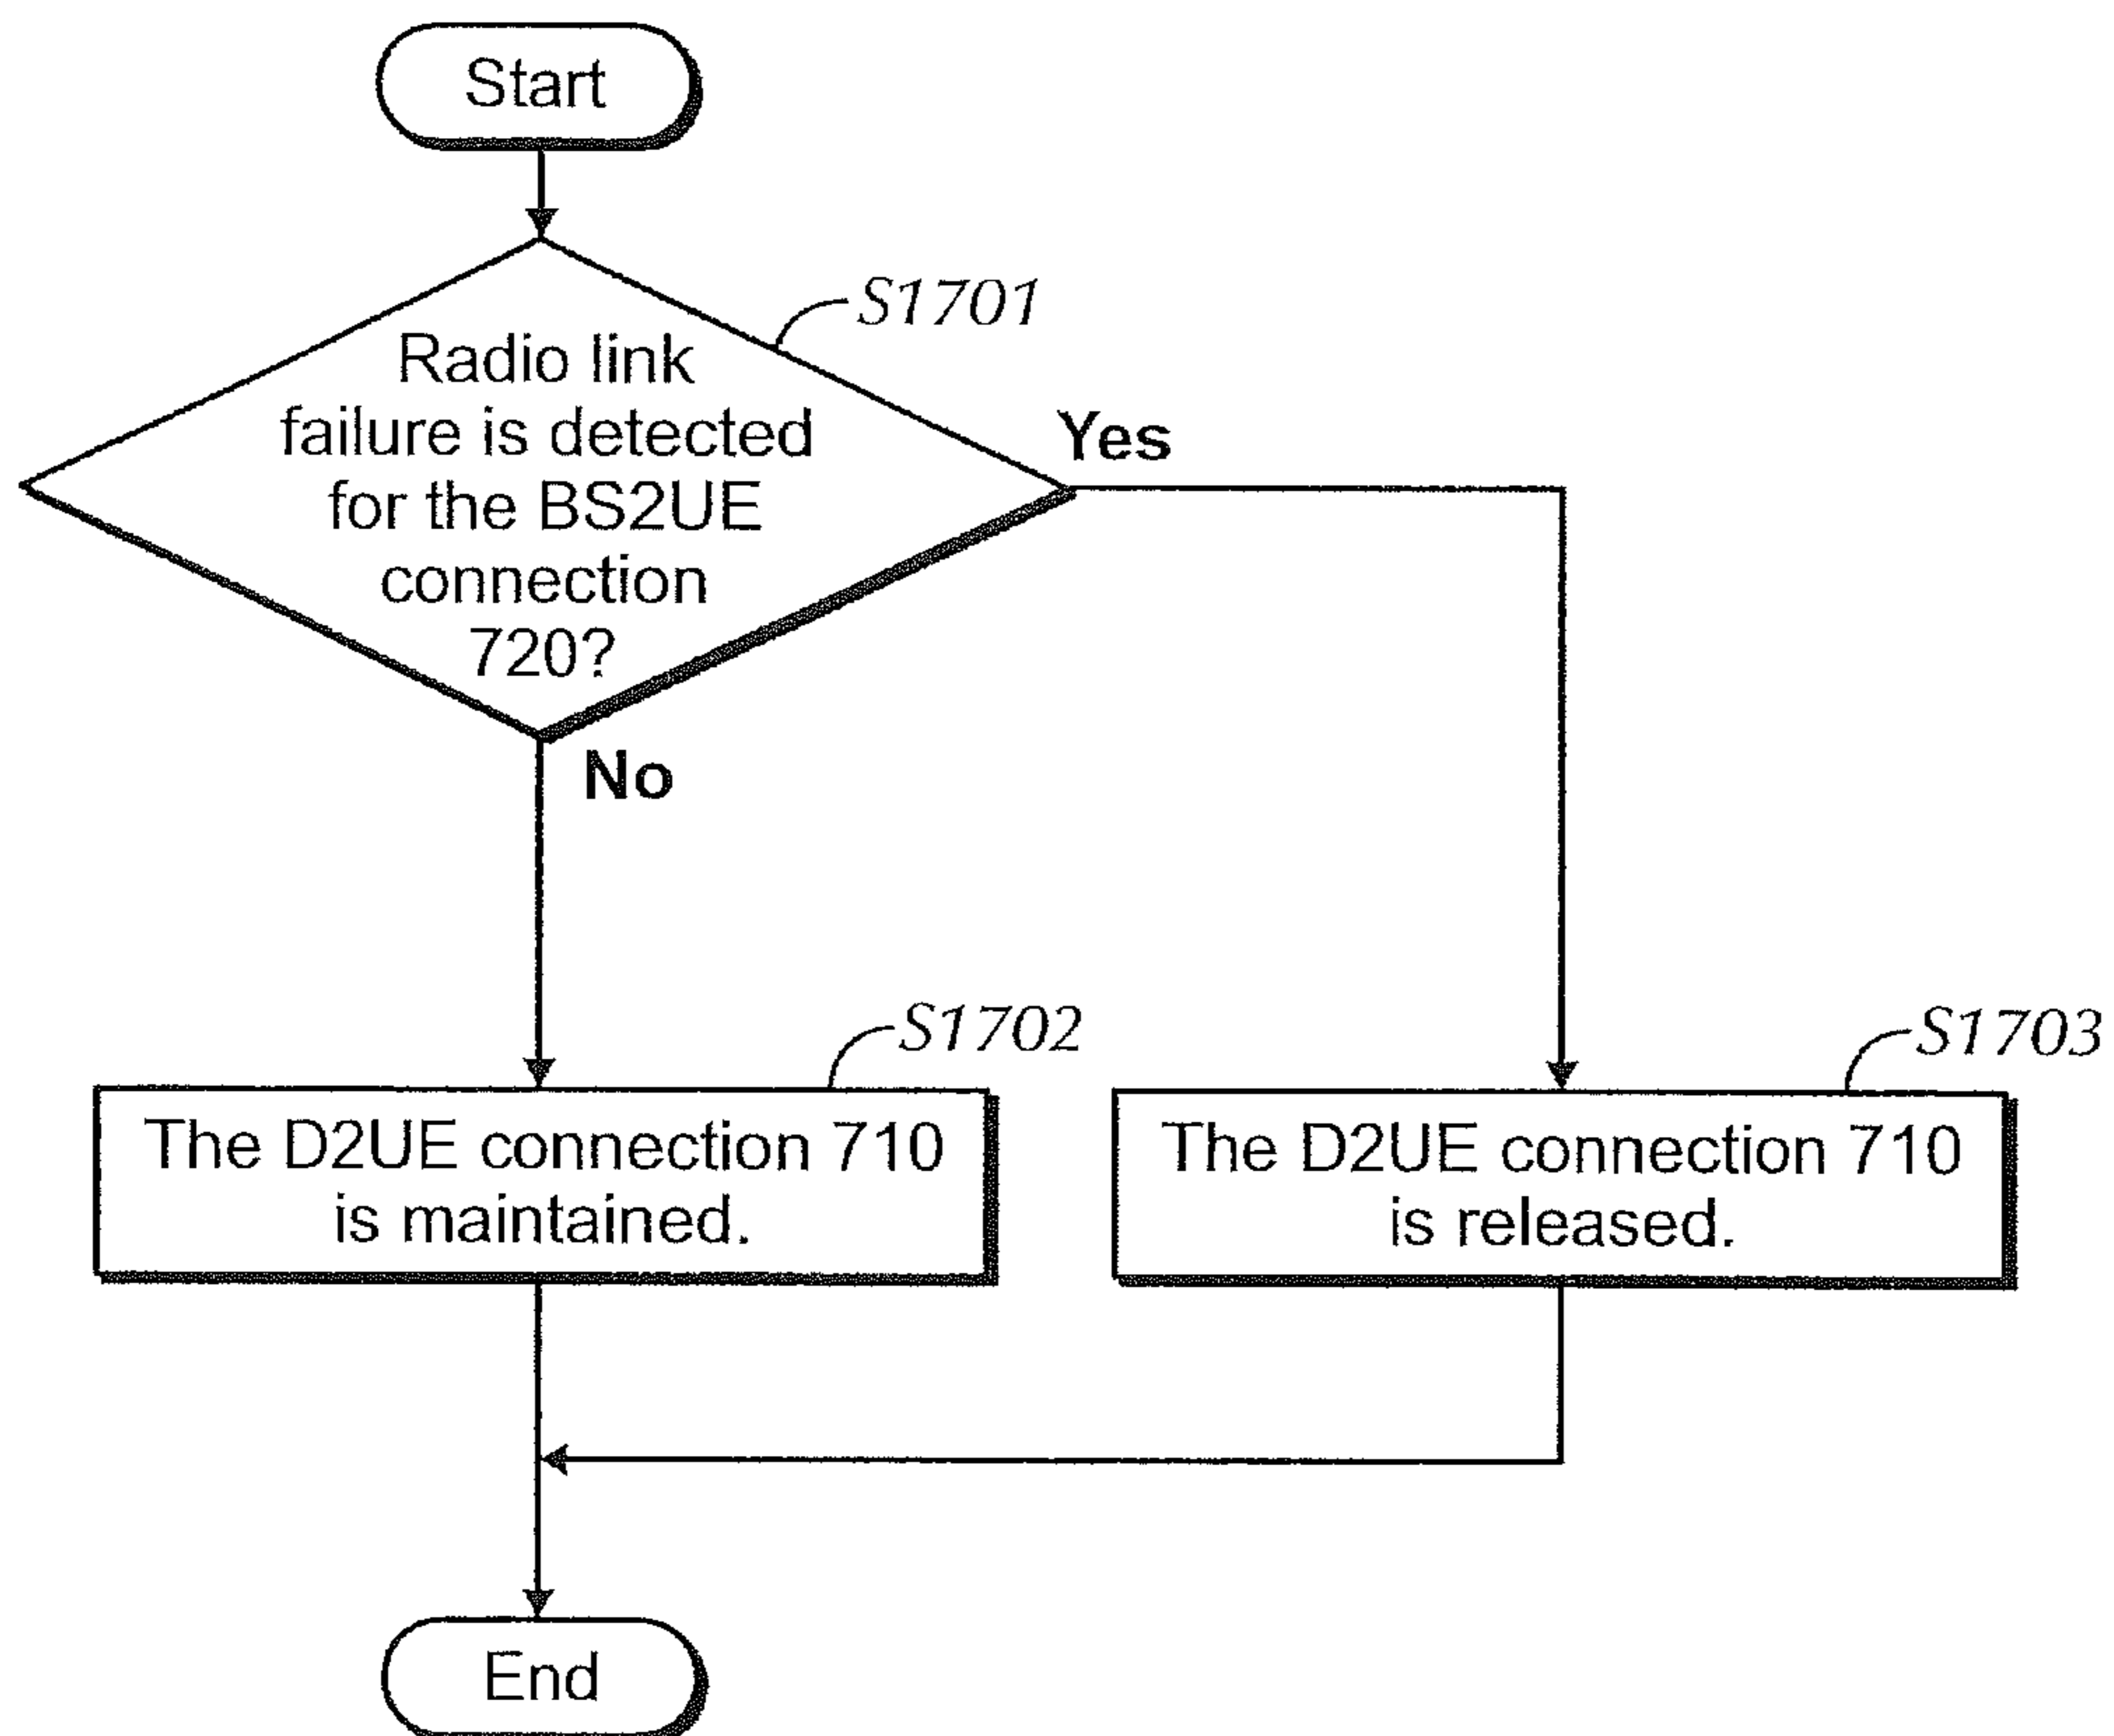 Start
S1701
Radio link
failure is detected
for the BS2UE
connection
720?
Yes
No
S1702
The D2UE connection 710
is maintained.
S1703
The D2UE connection 710
is released.
End